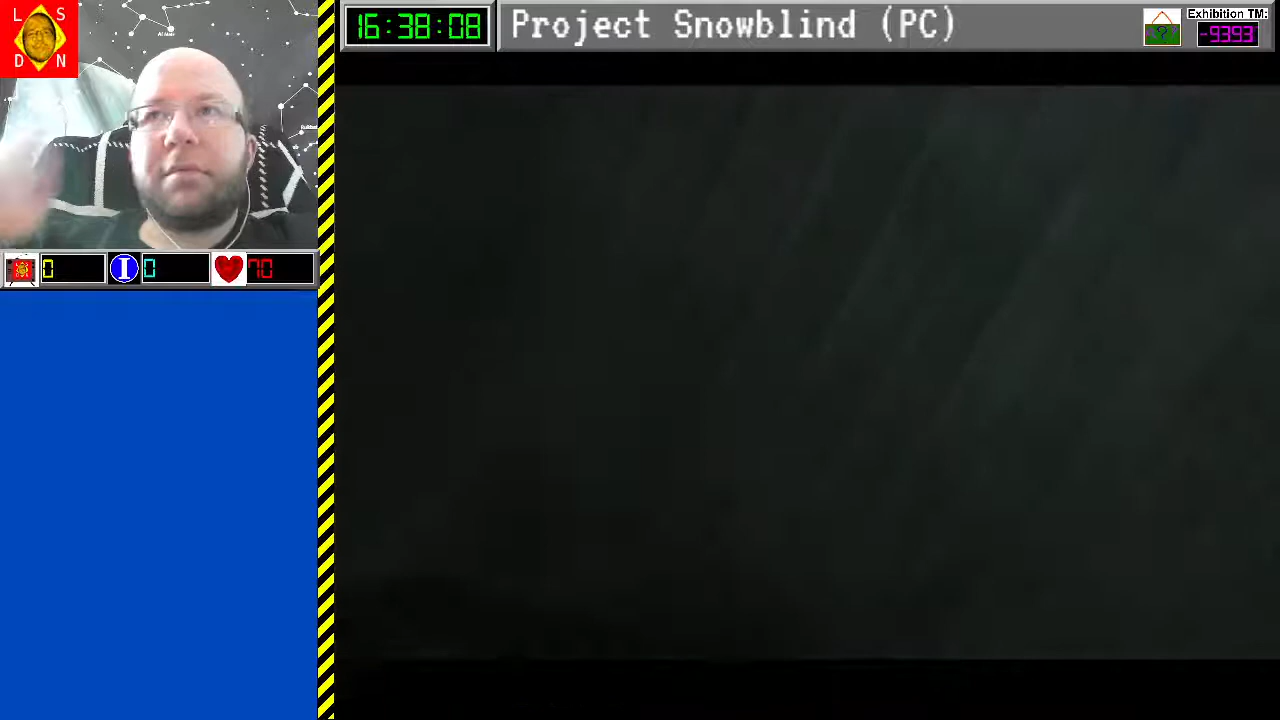 L S
D N
16:38:08
Project Snowblind (PC)
Exhibition TM:
-9393
0
I
0
70